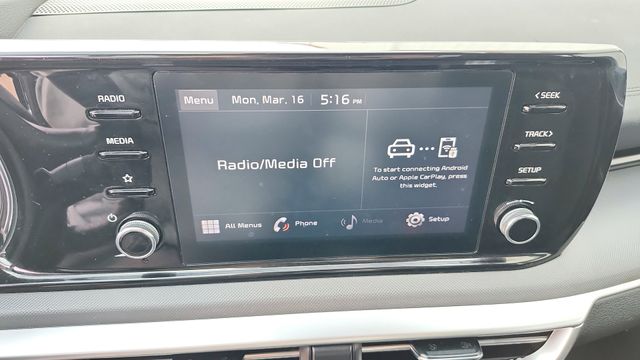 RADIO
MEDIA
Menu Mon, Mar. 16 5:16 PM
Radio/Media Off
To start connecting Android
Auto or Apple CarPlay, press
this widget.
All Menus Phone Media Setup
< SEEK
TRACK >
SETUP